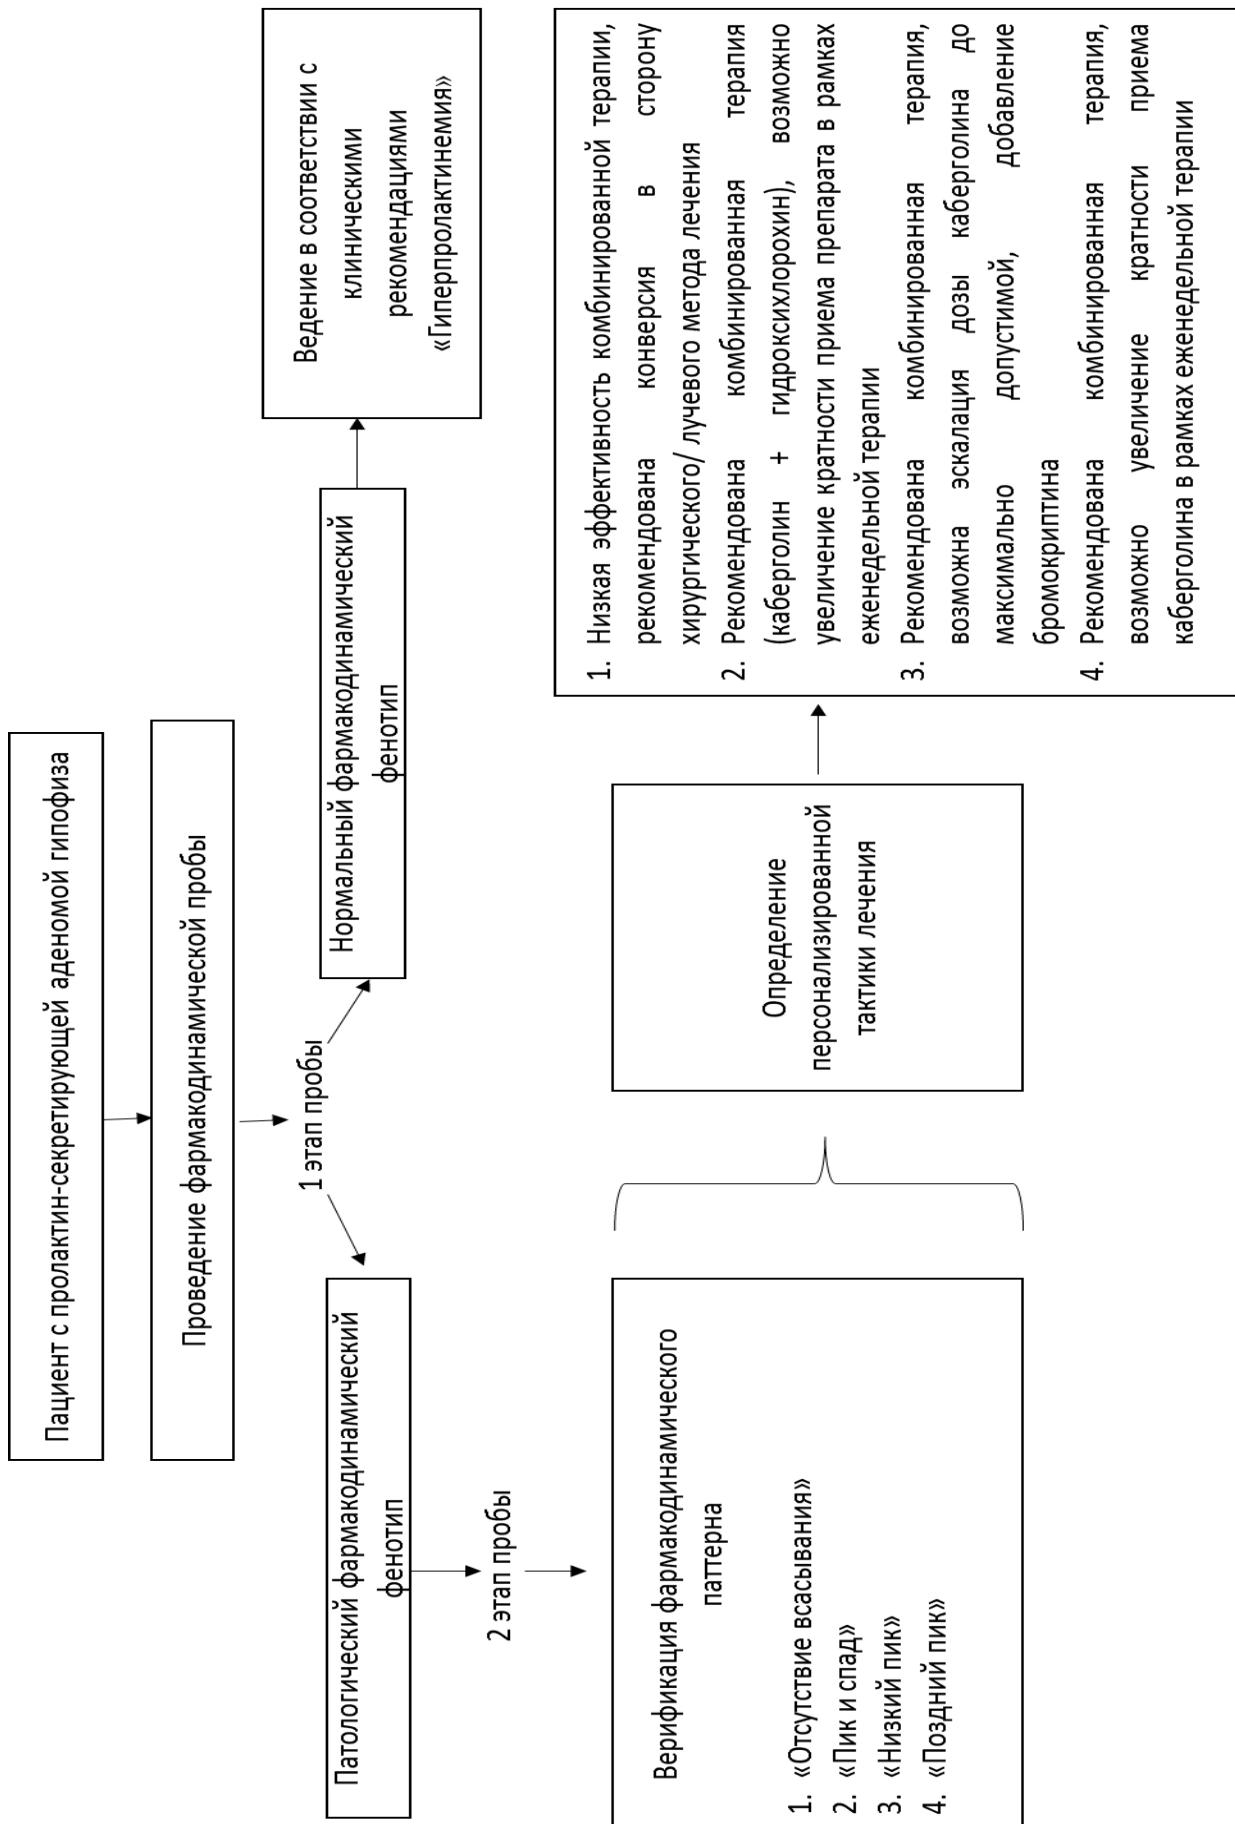 Пациент с пролактин-секретирующей аденомой гипофиза
Проведение фармакодинамической пробы
1 этап пробы
Патологический фармакодинамический
фенотип
Нормальный фармакодинамический
фенотип
Ведение в соответствии с
клиническими
рекомендациями
«Гиперпролактинемия»
2 этап пробы
Верификация фармакодинамического
паттерна
1. «Отсутствие всасывания»
2. «Пик и спад»
3. «Низкий пик»
4. «Поздний пик»
Определение
персонализированной
тактики лечения
1. Низкая эффективность комбинированной терапии,
рекомендована конверсия в сторону
хирургического/ лучевого метода лечения
2. Рекомендована комбинированная терапия
(каберголин + гидроксихлорохин), возможно
увеличение кратности приема препарата в рамках
еженедельной терапии
3. Рекомендована комбинированная терапия,
возможна эскалация дозы каберголина до
максимально допустимой, добавление
бромокриптина
4. Рекомендована комбинированная терапия,
возможно увеличение кратности приема
каберголина в рамках еженедельной терапии